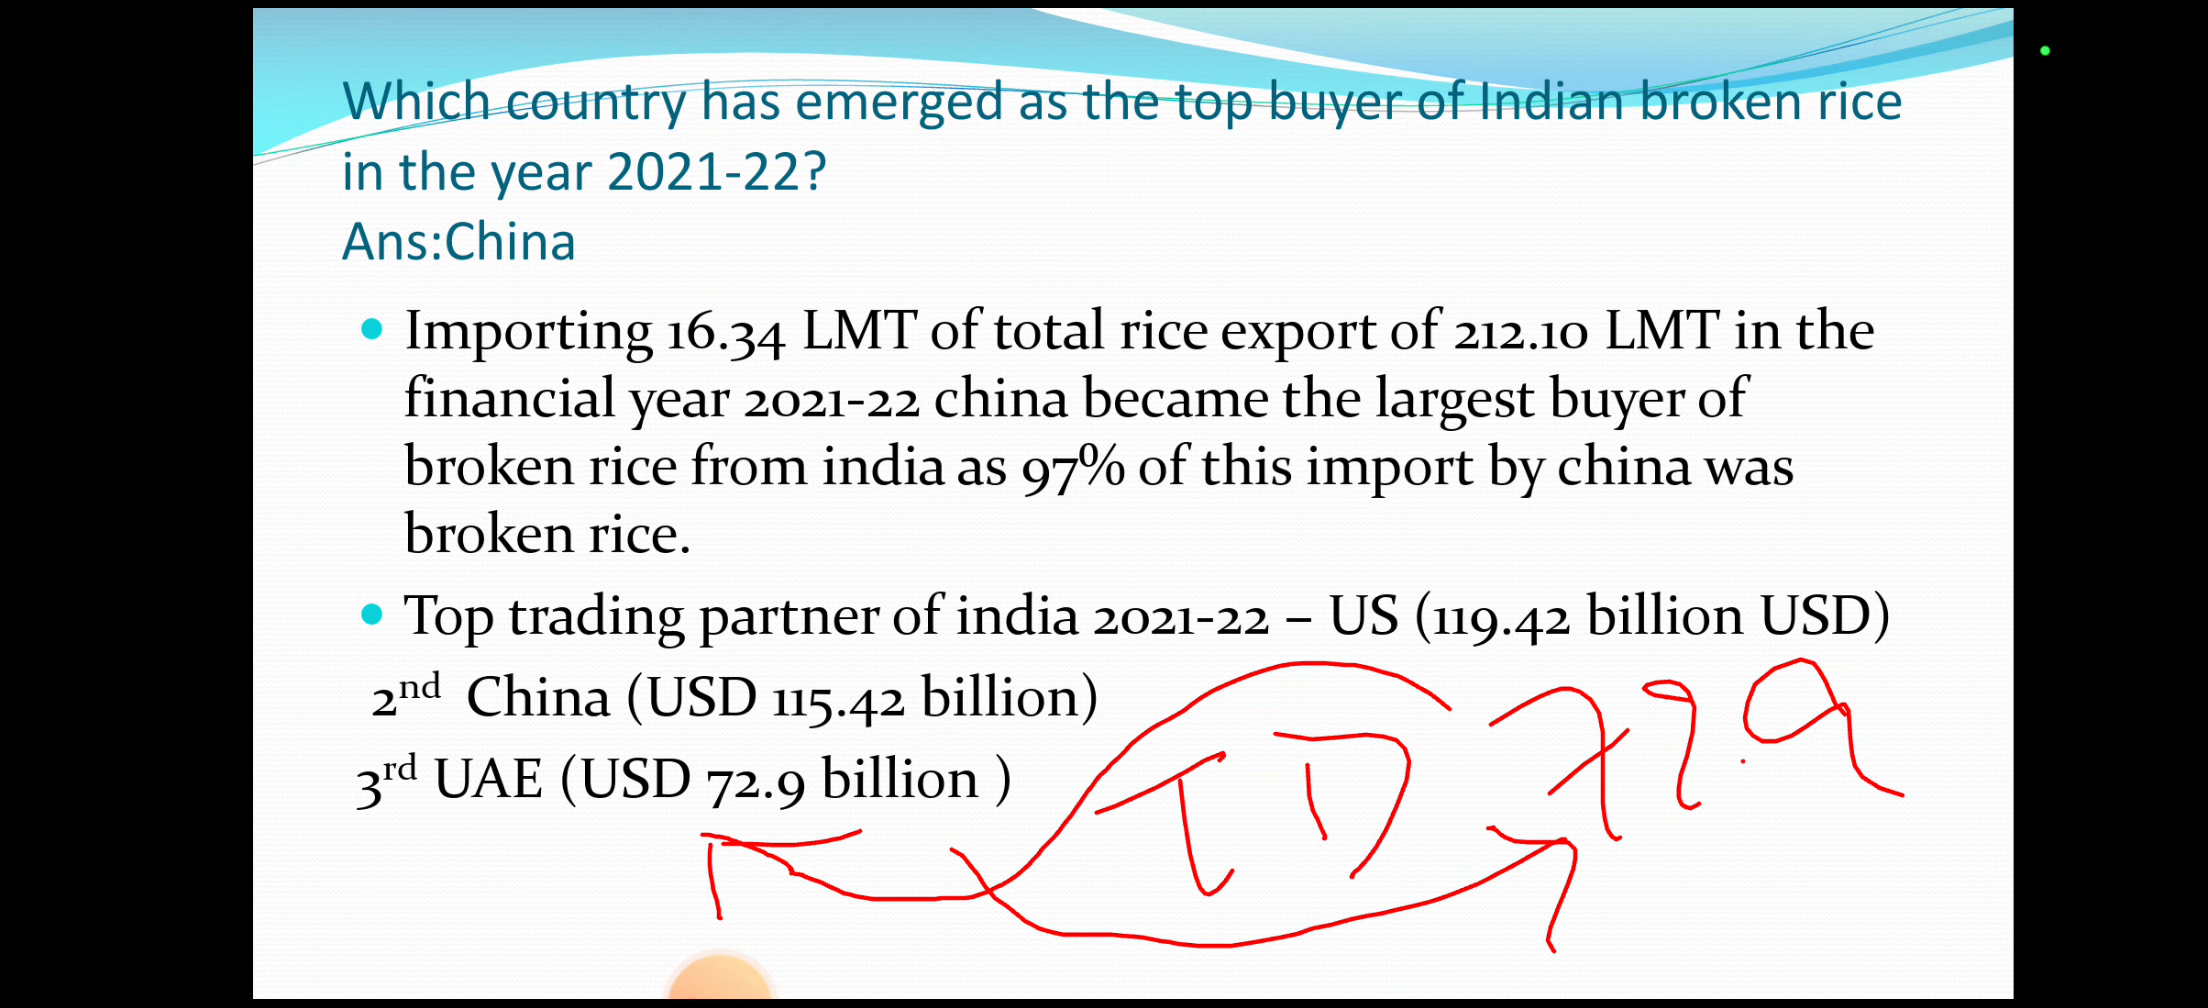 Which country has emerged as the top buyer of Indian broken rice
in the year 2021-22?
Ans:China
• Importing 16.34 LMT of total rice export of 212.10 LMT in the
financial year 2021-22 china became the largest buyer of
broken rice from india as 97% of this import by china was
broken rice.
• Top trading partner of india 2021-22 – US (119.42 billion USD)
2nd China (USD 115.42 billion)
3rd UAE (USD 72.9 billion )